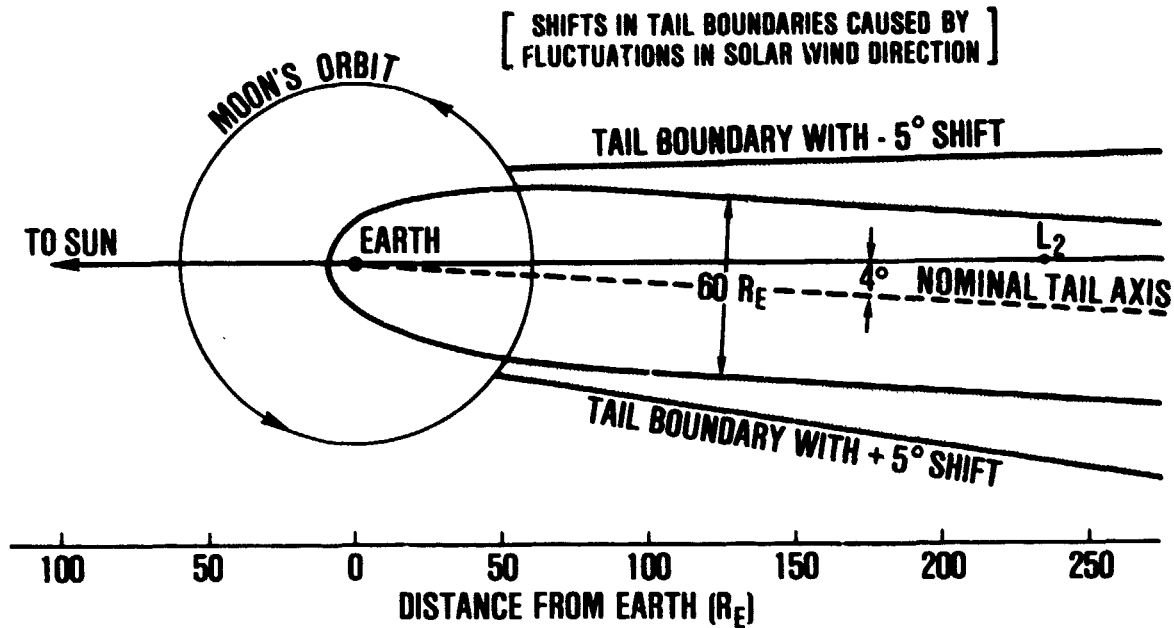 [ SHIFTS IN TAIL BOUNDARIES CAUSED BY
FLUCTUATIONS IN SOLAR WIND DIRECTION ]
MOON'S ORBIT
TAIL BOUNDARY WITH - 5° SHIFT
TO SUN
EARTH
L₂
60 Rᴇ
4°
NOMINAL TAIL AXIS
TAIL BOUNDARY WITH + 5° SHIFT
100 50 0 50 100 150 200 250
DISTANCE FROM EARTH (Rᴇ)